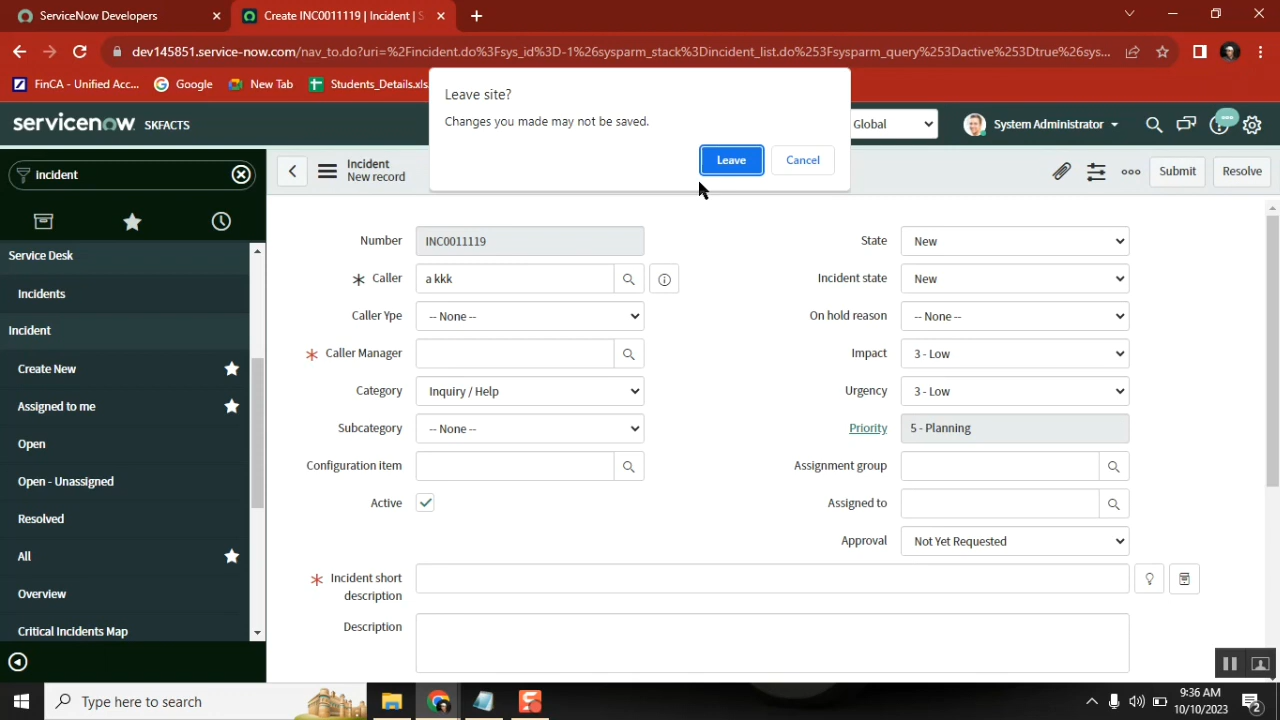 ServiceNow Developers
Create INC0011119 | Incident | S
dev145851.service-now.com/nav_to.do?uri=%2Fincident.do%3Fsys_id%3D-1%26sysparm_stack%3Dincident_list.do%253Fsysparm_query%253Dactive%253Dtrue%26sys...
FinCA - Unified Acc...
Google
New Tab
Students_Details.xls
Leave site?
Changes you made may not be saved.
Leave
Cancel
servicenow SKFACTS
Global
System Administrator
incident
Incident
New record
Submit
Resolve
Service Desk
Incidents
Incident
Create New
Assigned to me
Open
Open - Unassigned
Resolved
All
Overview
Critical Incidents Map
Number
INC0011119
Caller
a kkk
Caller Ype
-- None --
Caller Manager
Category
Inquiry / Help
Subcategory
-- None --
Configuration item
Active
State
New
Incident state
New
On hold reason
-- None --
Impact
3 - Low
Urgency
3 - Low
Priority
5 - Planning
Assignment group
Assigned to
Approval
Not Yet Requested
Incident short
description
Description
Type here to search
9:36 AM
10/10/2023
2